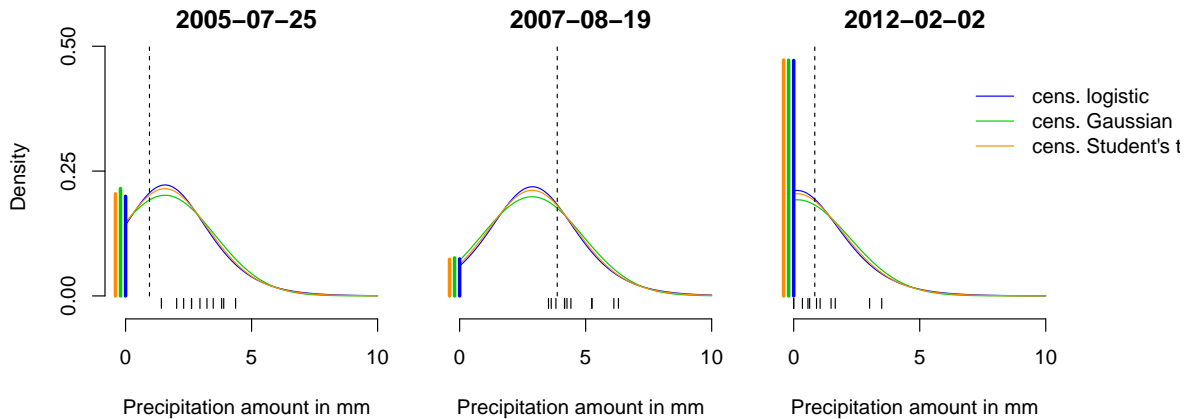 2005−07−25
2007−08−19
2012−02−02
0.50
0.25
0.00
Density
cens. logistic
cens. Gaussian
cens. Student's t
0 5 10
0 5 10
0 5 10
Precipitation amount in mm
Precipitation amount in mm
Precipitation amount in mm